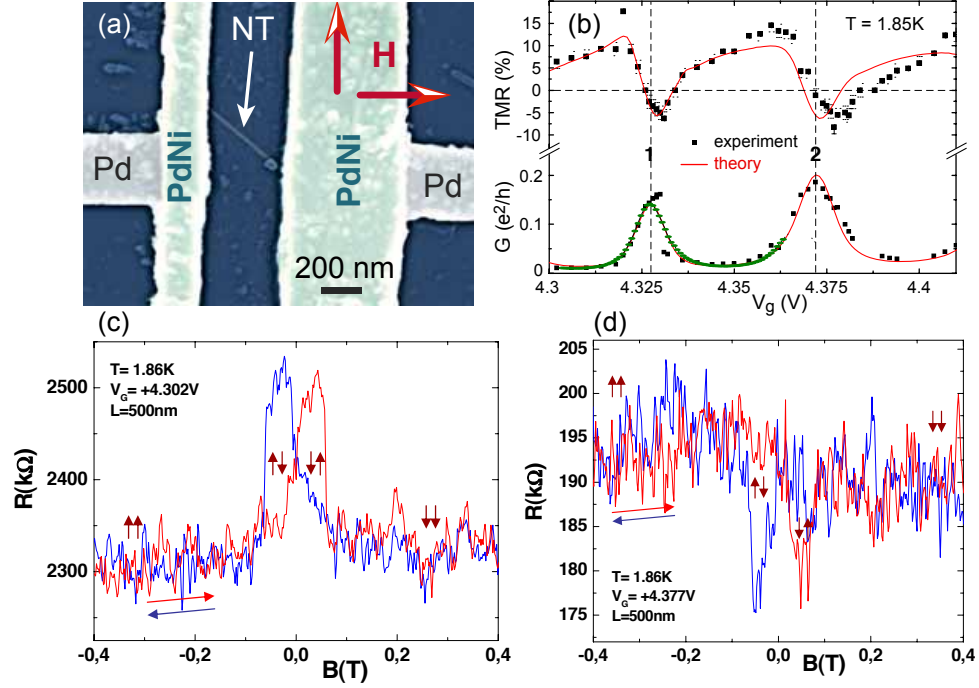 (a)
NT
H
Pd
PdNi
PdNi
Pd
200 nm
(b)
T = 1.85K
TMR (%)
15
10
5
0
-5
-10
1
2
experiment
theory
G (e²/h)
0.2
0.1
0
4.3
4.325
4.35
4.375
4.4
V_g (V)
(c)
T= 1.86K
V_G= +4.302V
L=500nm
R(kΩ)
2500
2400
2300
-0,4
-0,2
0,0
0,2
0,4
B(T)
(d)
R(kΩ)
205
200
195
190
185
180
175
T= 1.86K
V_G= +4.377V
L=500nm
-0,4
-0,2
0,0
0,2
0,4
B(T)